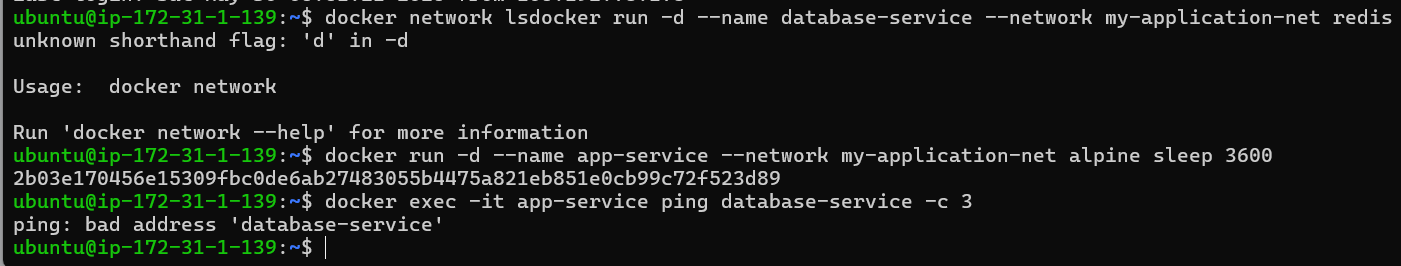 ubuntu@ip-172-31-1-139:~$ docker network lsdocker run -d --name database-service --network my-application-net redis
unknown shorthand flag: 'd' in -d
Usage:  docker network
Run 'docker network --help' for more information
ubuntu@ip-172-31-1-139:~$ docker run -d --name app-service --network my-application-net alpine sleep 3600
2b03e170456e15309fbc0de6ab27483055b4475a821eb851e0cb99c72f523d89
ubuntu@ip-172-31-1-139:~$ docker exec -it app-service ping database-service -c 3
ping: bad address 'database-service'
ubuntu@ip-172-31-1-139:~$